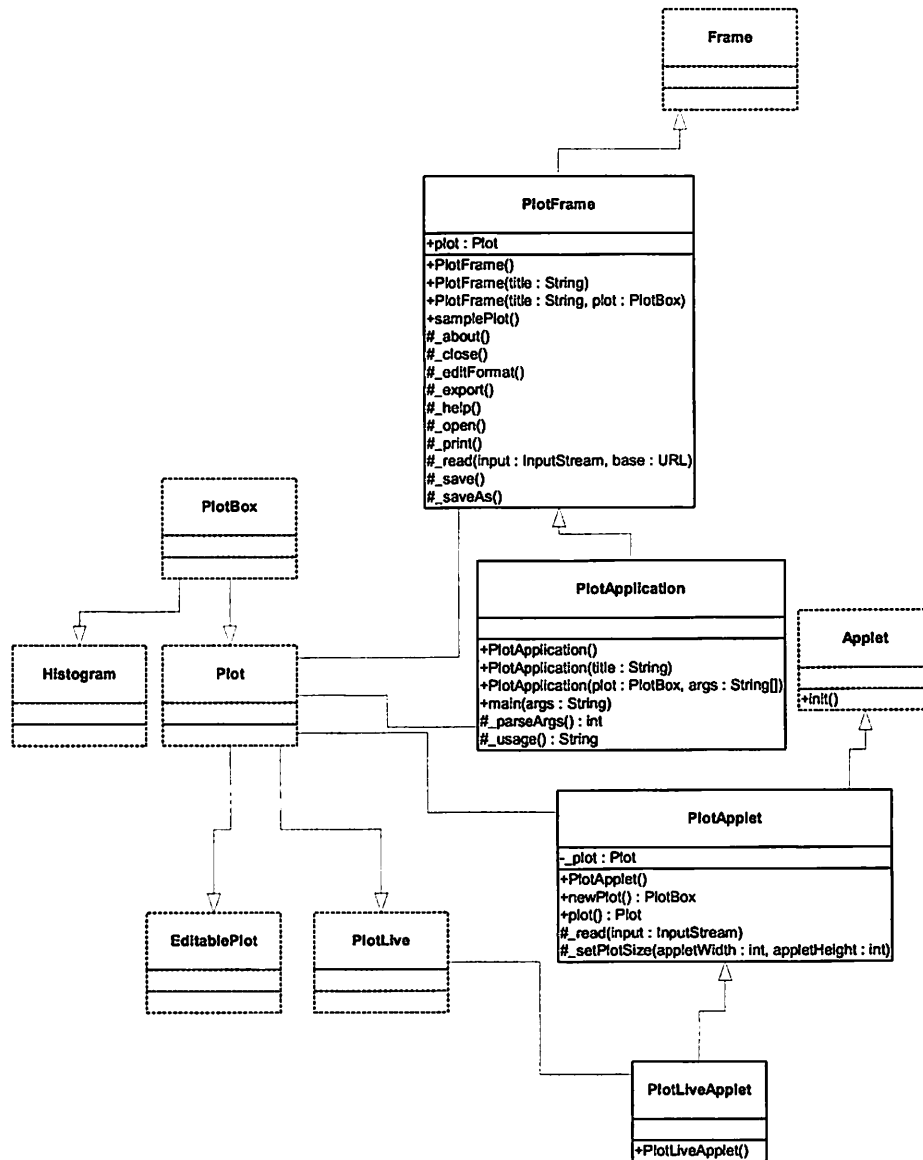 Frame
PlotFrame
+plot : Plot
+PlotFrame()
+PlotFrame(title : String)
+PlotFrame(title : String, plot : PlotBox)
+samplePlot()
#_about()
#_close()
#_editFormat()
#_export()
#_help()
#_open()
#_print()
#_read(input : InputStream, base : URL)
#_save()
#_saveAs()
PlotBox
PlotApplication
+PlotApplication()
+PlotApplication(title : String)
+PlotApplication(plot : PlotBox, args : String[])
+main(args : String)
#_parseArgs() : int
#_usage() : String
Applet
+init()
Histogram
Plot
PlotApplet
-_plot : Plot
+PlotApplet()
+newPlot() : PlotBox
+plot() : Plot
#_read(input : InputStream)
#_setPlotSize(appletWidth : int, appletHeight : int)
EditablePlot
PlotLive
PlotLiveApplet
+PlotLiveApplet()